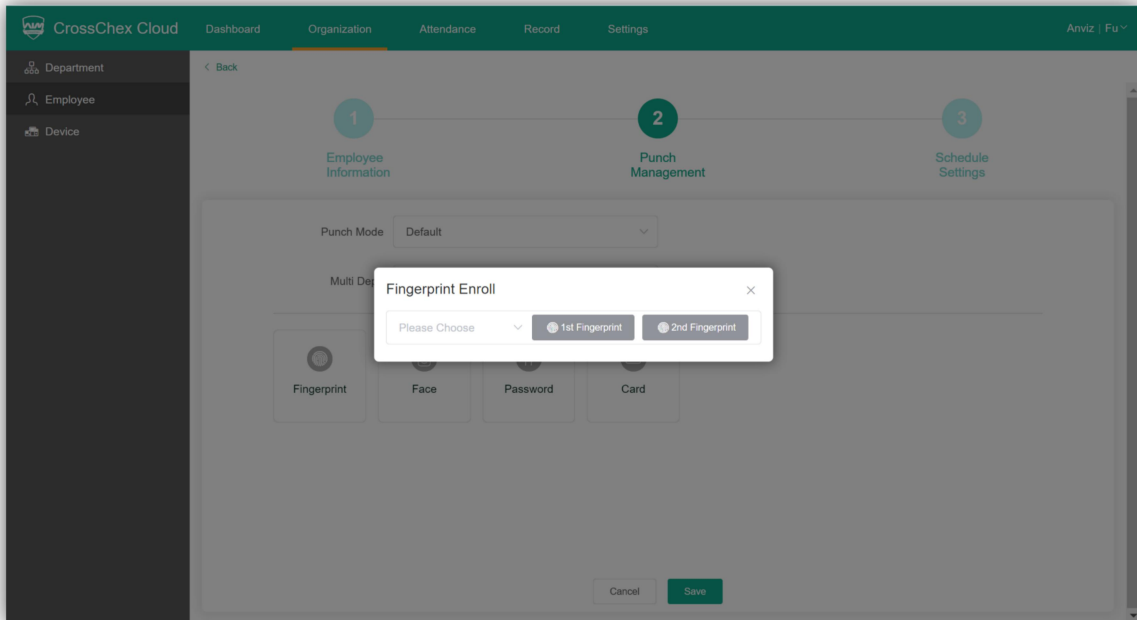 CrossChex Cloud Dashboard Organization Attendance Record Settings Anviz | Fu
Department
Employee
Device
< Back
1 2 3
Employee Information
Punch Management
Schedule Settings
Punch Mode Default
Multi Dep
Fingerprint Enroll
Please Choose 1st Fingerprint 2nd Fingerprint
Fingerprint Face Password Card
Cancel Save